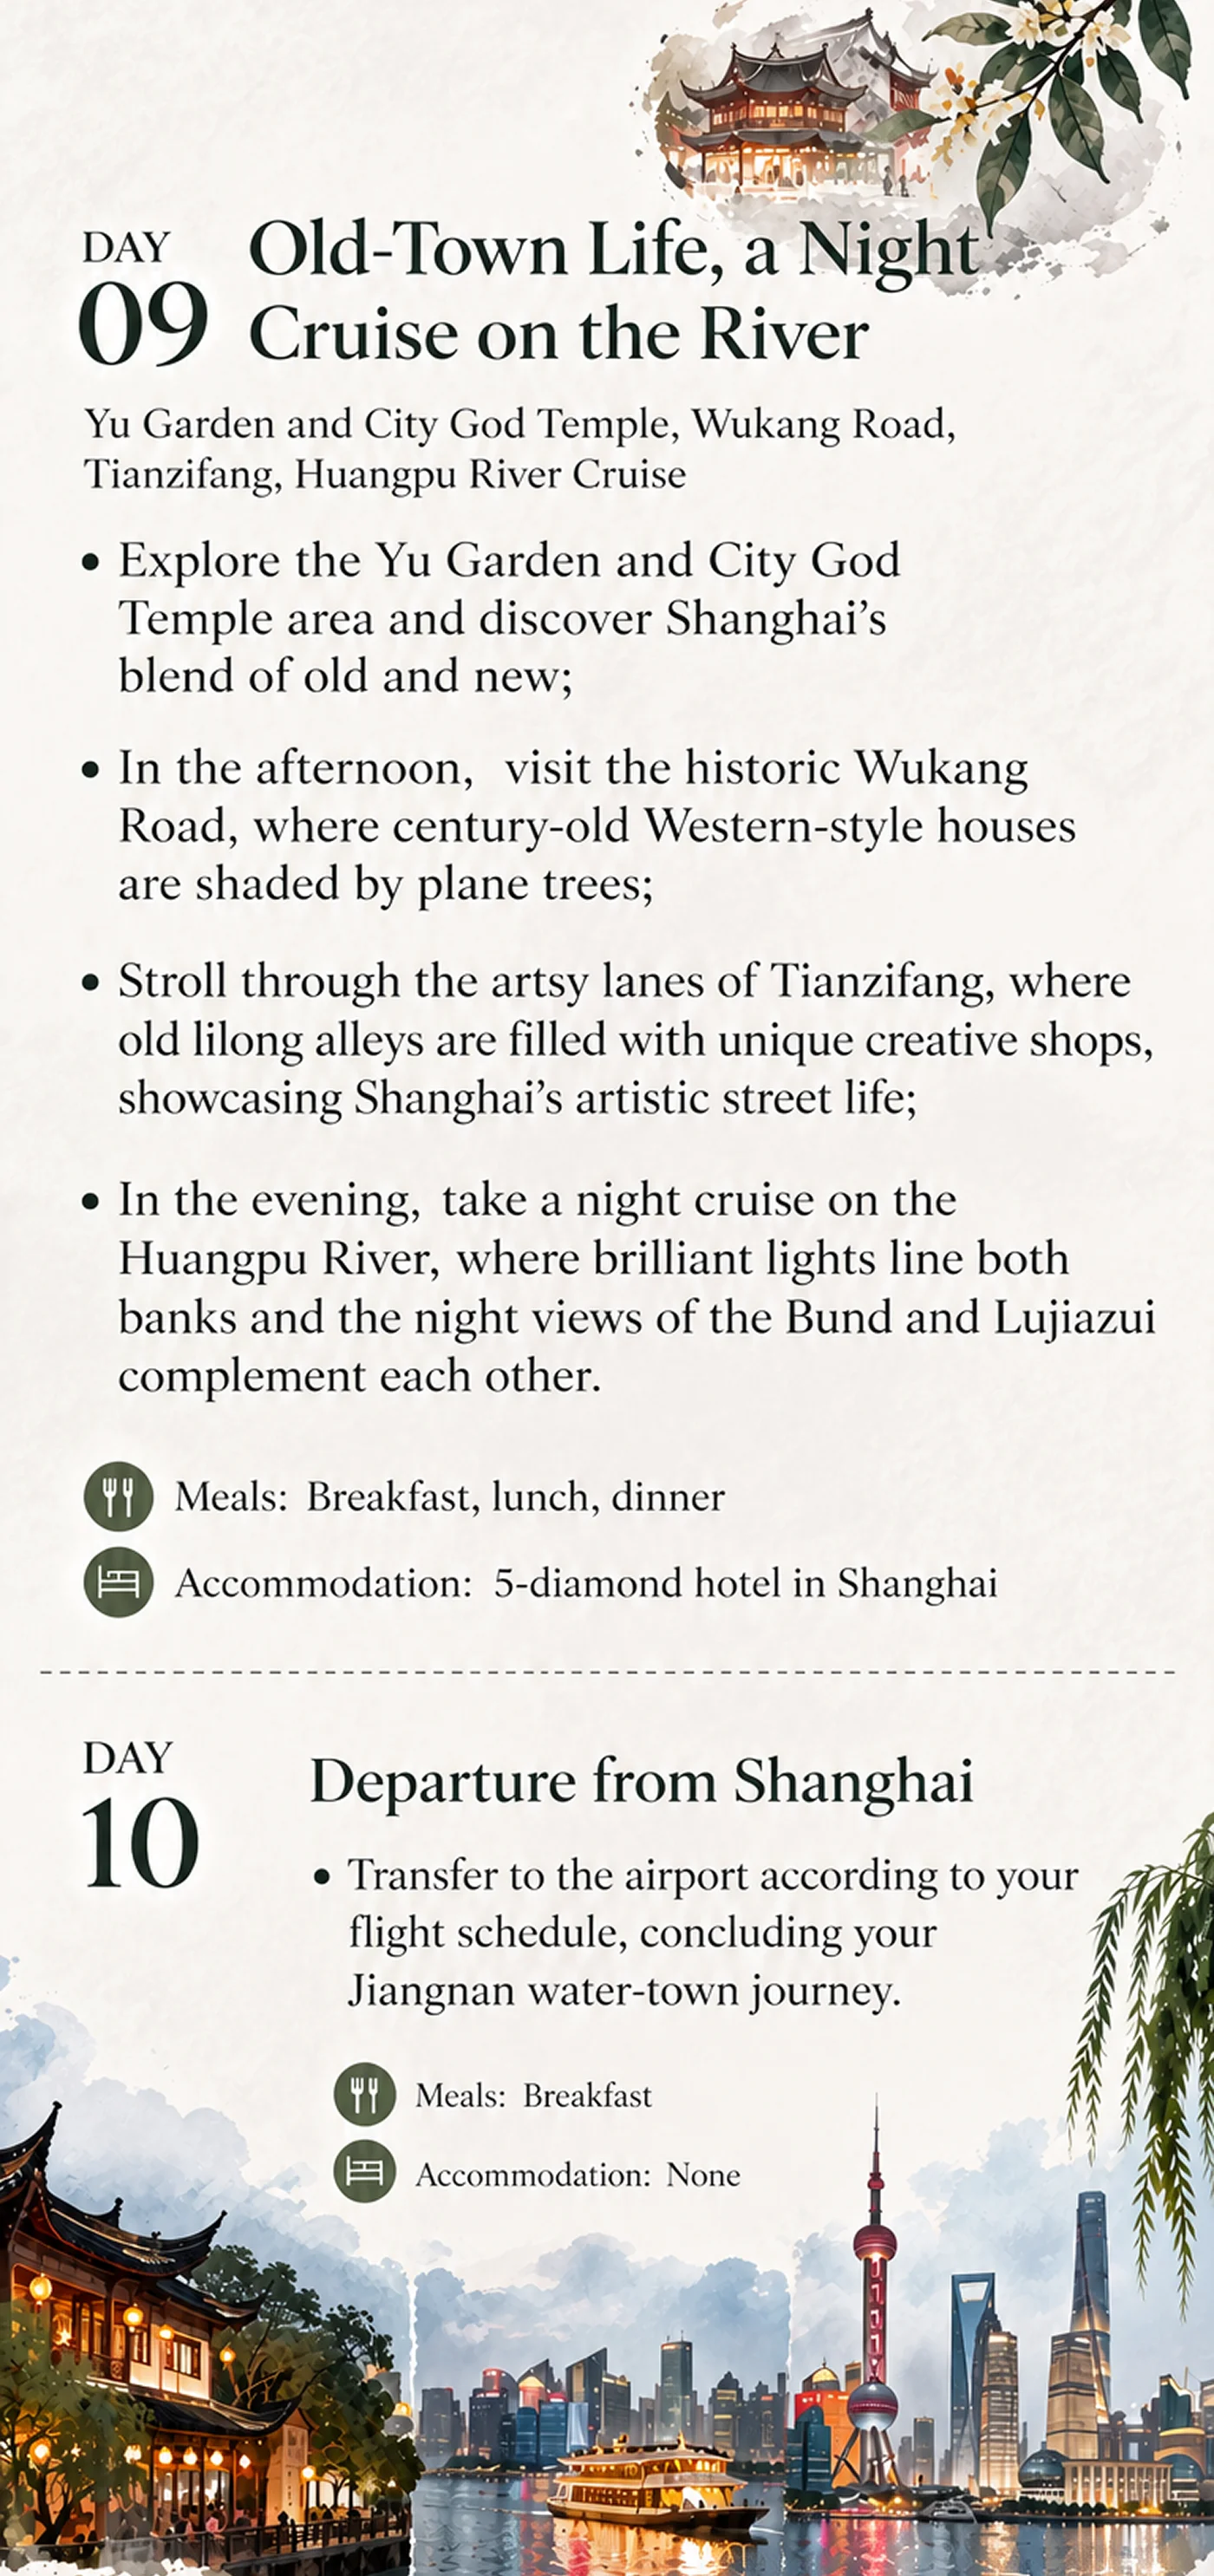 DAY
09
Old-Town Life, a Night
Cruise on the River
Yu Garden and City God Temple, Wukang Road,
Tianzifang, Huangpu River Cruise
• Explore the Yu Garden and City God
Temple area and discover Shanghai’s
blend of old and new;
• In the afternoon, visit the historic Wukang
Road, where century-old Western-style houses
are shaded by plane trees;
• Stroll through the artsy lanes of Tianzifang, where
old lilong alleys are filled with unique creative shops,
showcasing Shanghai’s artistic street life;
• In the evening, take a night cruise on the
Huangpu River, where brilliant lights line both
banks and the night views of the Bund and Lujiazui
complement each other.
Meals: Breakfast, lunch, dinner
Accommodation: 5-diamond hotel in Shanghai
DAY
10
Departure from Shanghai
• Transfer to the airport according to your
flight schedule, concluding your
Jiangnan water-town journey.
Meals: Breakfast
Accommodation: None